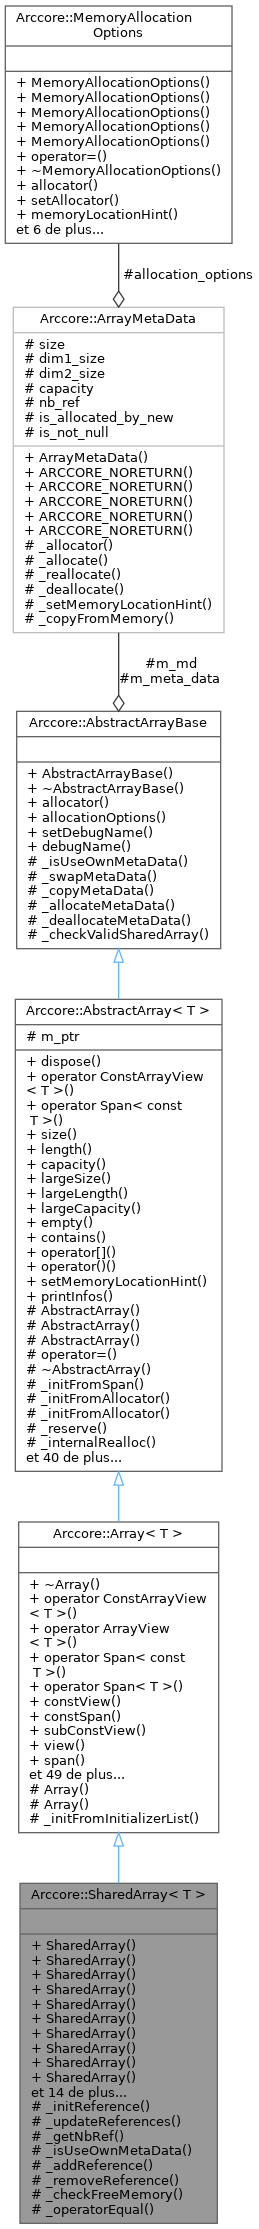 Arccore::MemoryAllocation
Options
+ MemoryAllocationOptions()
+ MemoryAllocationOptions()
+ MemoryAllocationOptions()
+ MemoryAllocationOptions()
+ MemoryAllocationOptions()
+ operator=()
+ ~MemoryAllocationOptions()
+ allocator()
+ setAllocator()
+ memoryLocationHint()
et 6 de plus...
#allocation_options
Arccore::ArrayMetaData
# size
# dim1_size
# dim2_size
# capacity
# nb_ref
# is_allocated_by_new
# is_not_null
+ ArrayMetaData()
+ ARCCORE_NORETURN()
+ ARCCORE_NORETURN()
+ ARCCORE_NORETURN()
+ ARCCORE_NORETURN()
+ ARCCORE_NORETURN()
# _allocator()
# _allocate()
# _reallocate()
# _deallocate()
# _setMemoryLocationHint()
# _copyFromMemory()
#m_md
#m_meta_data
Arccore::AbstractArrayBase
+ AbstractArrayBase()
+ ~AbstractArrayBase()
+ allocator()
+ allocationOptions()
+ setDebugName()
+ debugName()
# _isUseOwnMetaData()
# _swapMetaData()
# _copyMetaData()
# _allocateMetaData()
# _deallocateMetaData()
# _checkValidSharedArray()
Arccore::AbstractArray< T >
# m_ptr
+ dispose()
+ operator ConstArrayView
< T >()
+ operator Span< const
T >()
+ size()
+ length()
+ capacity()
+ largeSize()
+ largeLength()
+ largeCapacity()
+ empty()
+ contains()
+ operator[]()
+ operator()()
+ setMemoryLocationHint()
+ printInfos()
# AbstractArray()
# AbstractArray()
# AbstractArray()
# operator=()
# ~AbstractArray()
# _initFromSpan()
# _initFromAllocator()
# _initFromAllocator()
# _reserve()
# _internalRealloc()
et 40 de plus...
Arccore::Array< T >
+ ~Array()
+ operator ConstArrayView
< T >()
+ operator ArrayView
< T >()
+ operator Span< const
T >()
+ operator Span< T >()
+ constView()
+ constSpan()
+ subConstView()
+ view()
+ span()
et 49 de plus...
# Array()
# Array()
# _initFromInitializerList()
Arccore::SharedArray< T >
+ SharedArray()
+ SharedArray()
+ SharedArray()
+ SharedArray()
+ SharedArray()
+ SharedArray()
+ SharedArray()
+ SharedArray()
+ SharedArray()
+ SharedArray()
et 14 de plus...
# _initReference()
# _updateReferences()
# _getNbRef()
# _isUseOwnMetaData()
# _addReference()
# _removeReference()
# _checkFreeMemory()
# _operatorEqual()